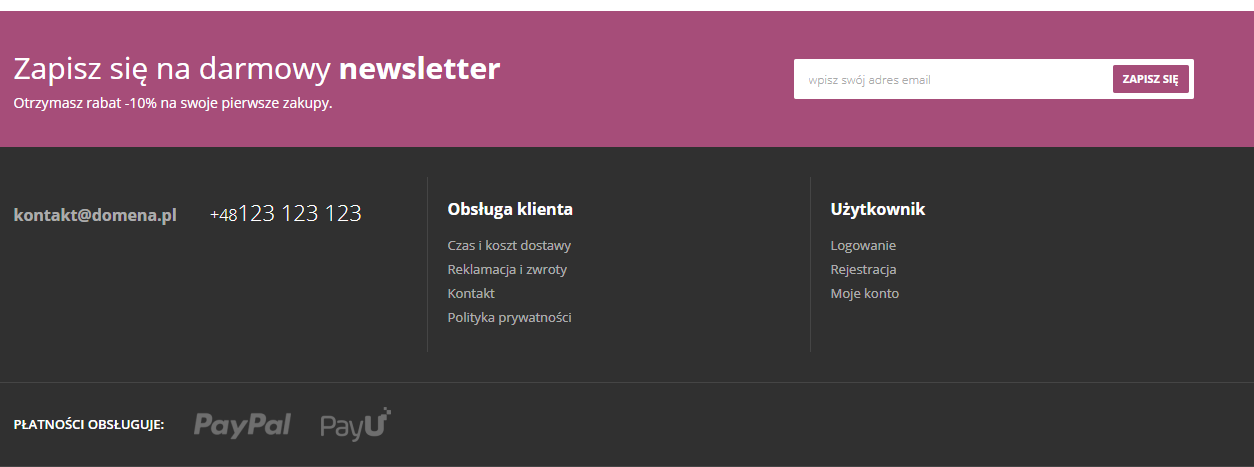 Zapisz się na darmowy newsletter
Otrzymasz rabat -10% na swoje pierwsze zakupy.
wpisz swój adres email
ZAPISZ SIĘ
kontakt@domena.pl
+48123 123 123
Obsługa klienta
Czas i koszt dostawy
Reklamacja i zwroty
Kontakt
Polityka prywatności
Użytkownik
Logowanie
Rejestracja
Moje konto
PŁATNOŚCI OBSŁUGUJE:
PayPal
PayU